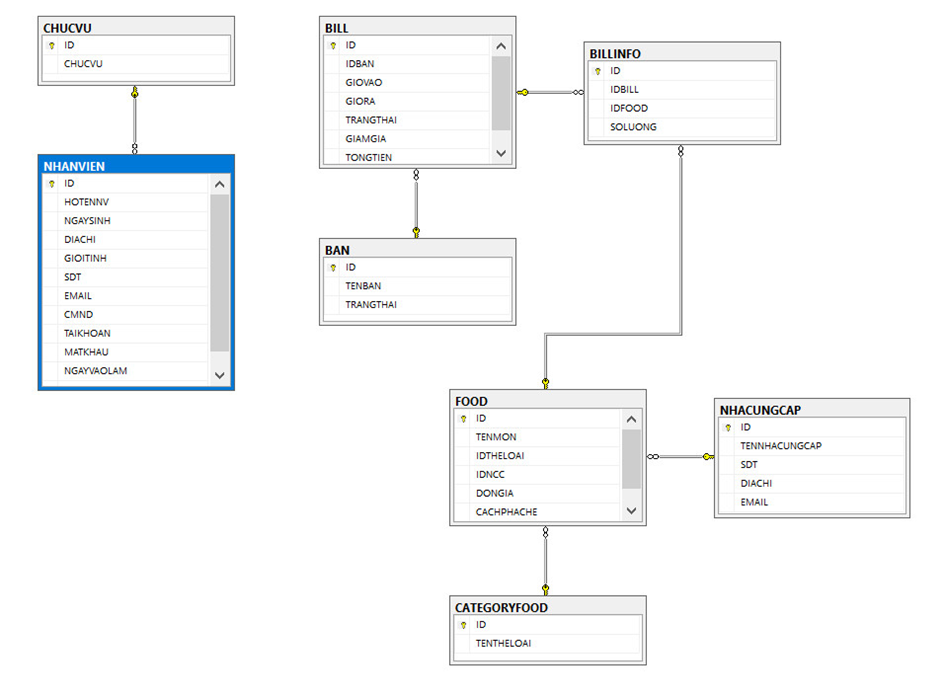 CHUCVU
ID
CHUCVU
NHANVIEN
ID
HOTENNV
NGAYSINH
DIACHI
GIOITINH
SDT
EMAIL
CMND
TAIKHOAN
MATKHAU
NGAYVAOLAM
BILL
ID
IDBAN
GIOVAO
GIORA
TRANGTHAI
GIAMGIA
TONGTIEN
BILLINFO
ID
IDBILL
IDFOOD
SOLUONG
BAN
ID
TENBAN
TRANGTHAI
FOOD
ID
TENMON
IDTHELOAI
IDNCC
DONGIA
CACHPHACHE
NHACUNGCAP
ID
TENNHACUNGCAP
SDT
DIACHI
EMAIL
CATEGORYFOOD
ID
TENTHELOAI